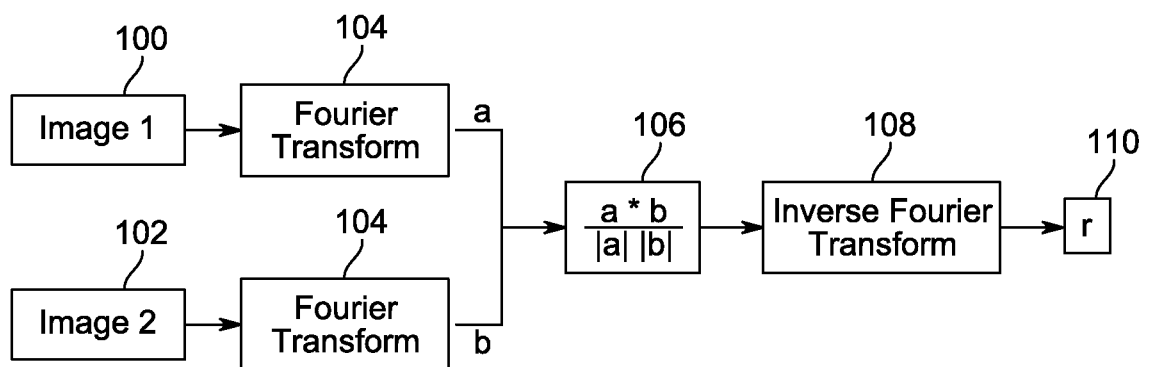 100
104
Image 1
Fourier
Transform
a
106
108
110
a * b
|a| |b|
Inverse Fourier
Transform
r
102
104
Image 2
Fourier
Transform
b